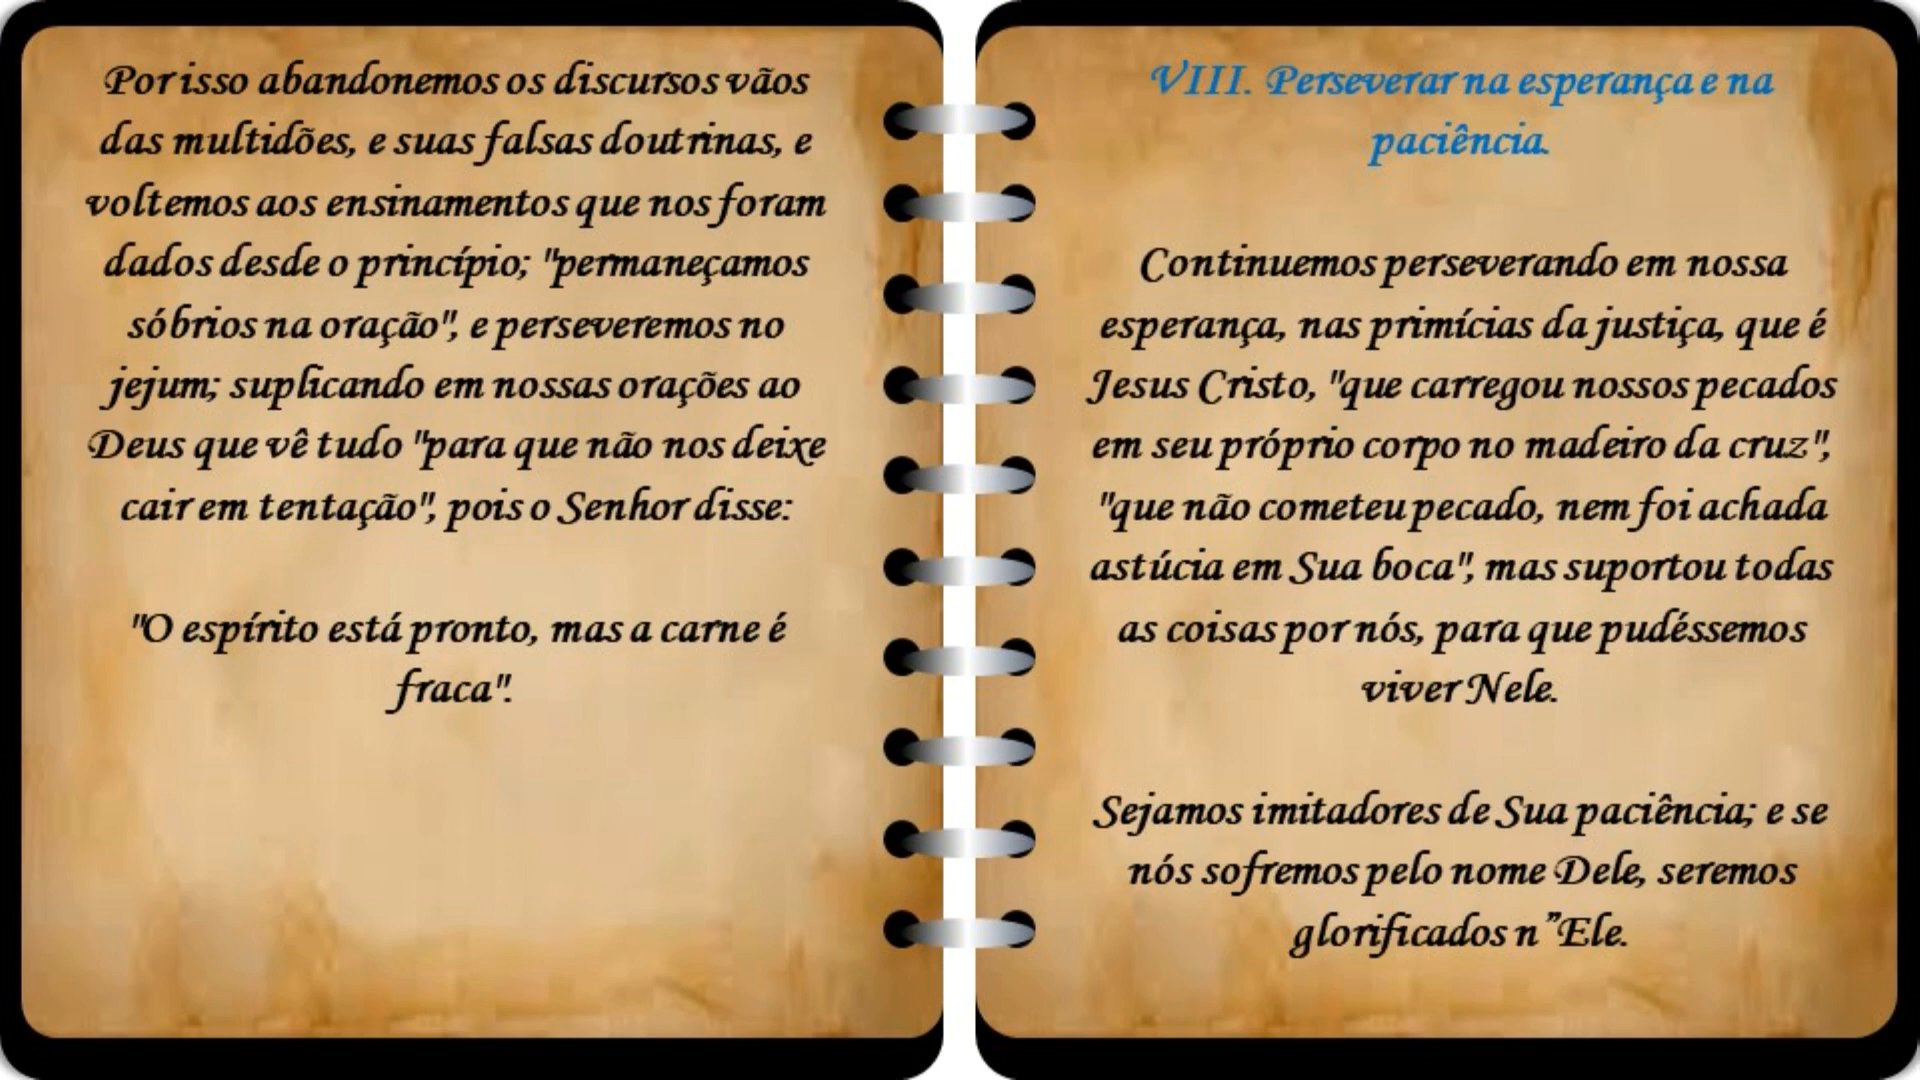 Por isso abandonemos os discursos vãos
das multidões, e suas falsas doutrinas, e
voltemos aos ensinamentos que nos foram
dados desde o princípio; "permaneçamos
sóbrios na oração", e perseveremos no
jejum; suplicando em nossas orações ao
Deus que vê tudo "para que não nos deixe
cair em tentação", pois o Senhor disse:
"O espírito está pronto, mas a carne é
fraca".
VIII. Perseverar na esperança e na
paciência.
Continuemos perseverando em nossa
esperança, nas primícias da justiça, que é
Jesus Cristo, "que carregou nossos pecados
em seu próprio corpo no madeiro da cruz",
"que não cometeu pecado, nem foi achada
astúcia em Sua boca", mas suportou todas
as coisas por nós, para que pudéssemos
viver Nele.
Sejamos imitadores de Sua paciência; e se
nós sofremos pelo nome Dele, seremos
glorificados n”Ele.